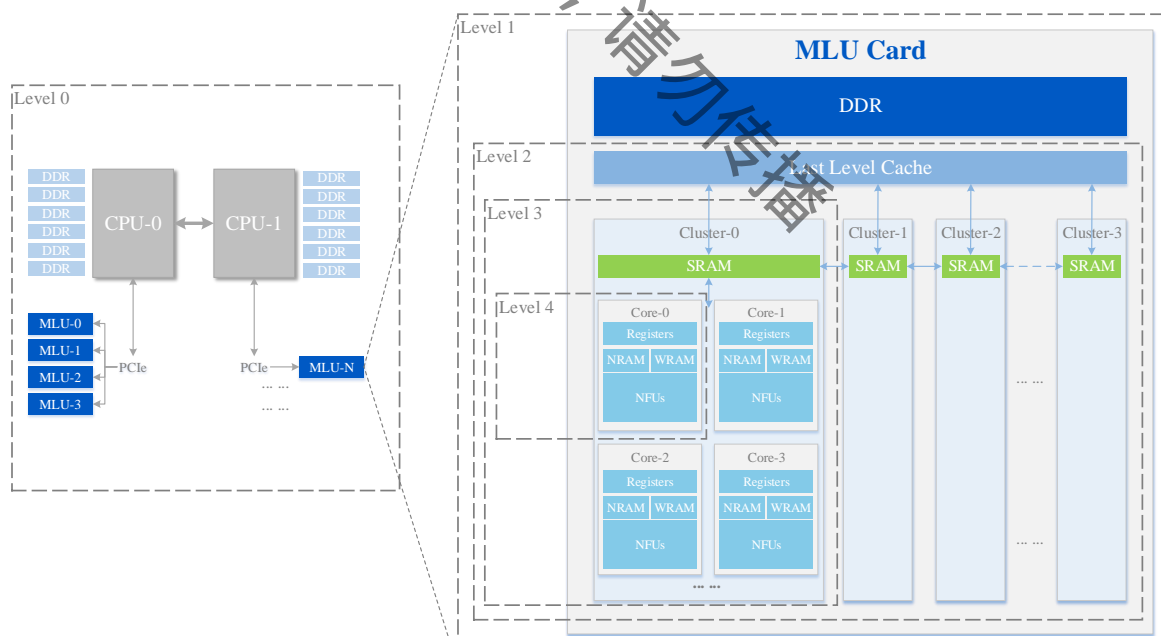 Level 0
DDR
DDR
DDR
DDR
DDR
DDR
CPU-0
CPU-1
DDR
DDR
DDR
DDR
DDR
DDR
MLU-0
MLU-1
MLU-2
MLU-3
PCIe
PCIe
MLU-N
... ...
... ...
Level 1
MLU Card
DDR
Level 2
Last Level Cache
Level 3
Cluster-0
Cluster-1
Cluster-2
Cluster-3
SRAM
SRAM
SRAM
SRAM
Level 4
Core-0
Registers
NRAM WRAM
NFUs
Core-1
Registers
NRAM WRAM
NFUs
Core-2
Registers
NRAM WRAM
NFUs
Core-3
Registers
NRAM WRAM
NFUs
... ...
... ...
... ...
，请勿传播